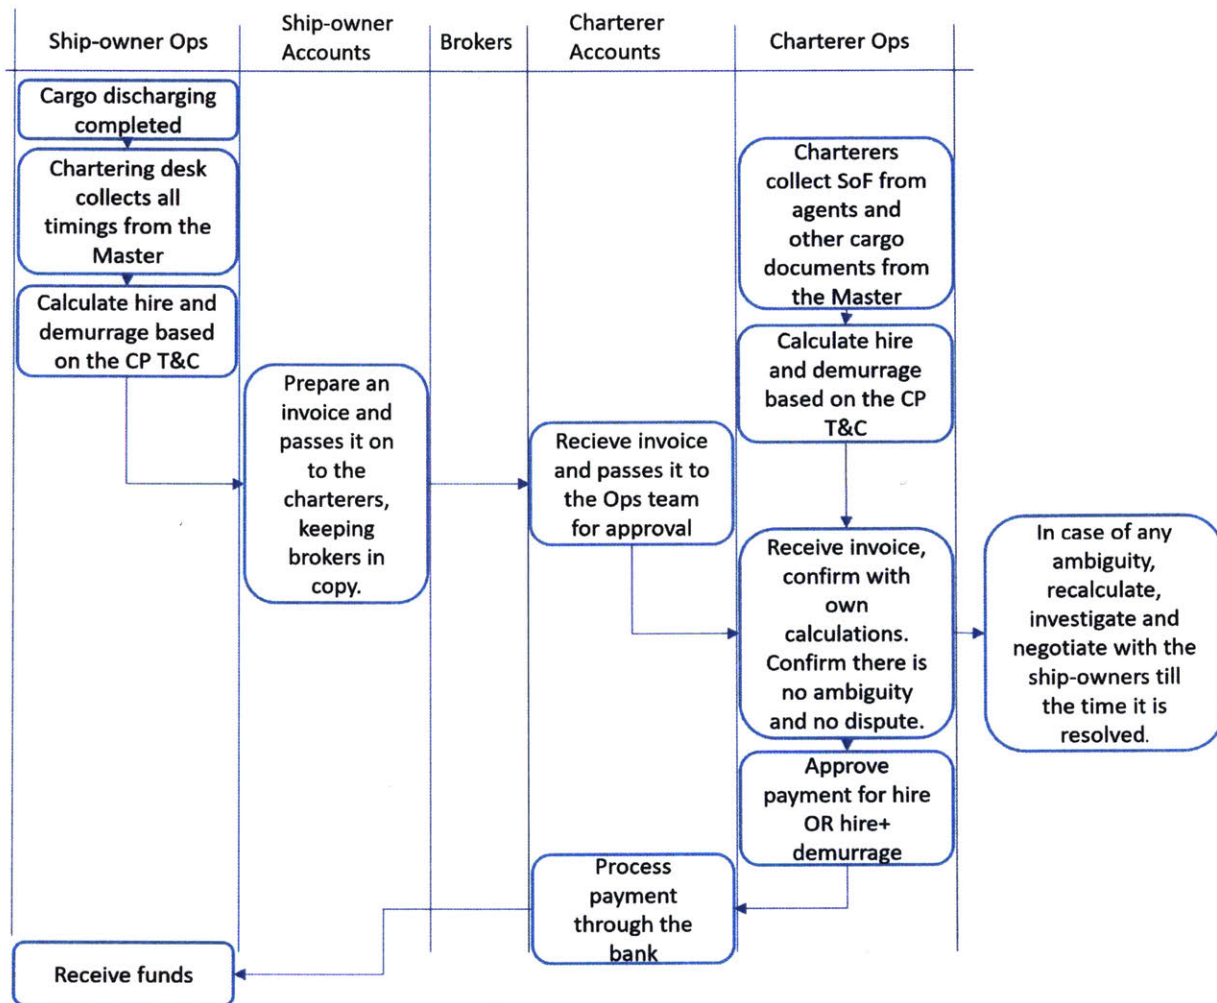 Ship-owner Ops
Ship-owner
Accounts
Brokers
Charterer
Accounts
Charterer Ops
Cargo discharging
completed
Chartering desk
collects all
timings from the
Master
Calculate hire and
demurrage based
on the CP T&C
Prepare an
invoice and
passes it on
to the
charterers,
keeping
brokers in
copy.
Recieve invoice
and passes it to
the Ops team
for approval
Charterers
collect SoF from
agents and
other cargo
documents from
the Master
Calculate hire
and demurrage
based on the CP
T&C
Receive invoice,
confirm with
own
calculations.
Confirm there is
no ambiguity
and no dispute.
In case of any
ambiguity,
recalculate,
investigate and
negotiate with the
ship-owners till
the time it is
resolved.
Approve
payment for hire
OR hire+
demurrage
Process
payment
through the
bank
Receive funds